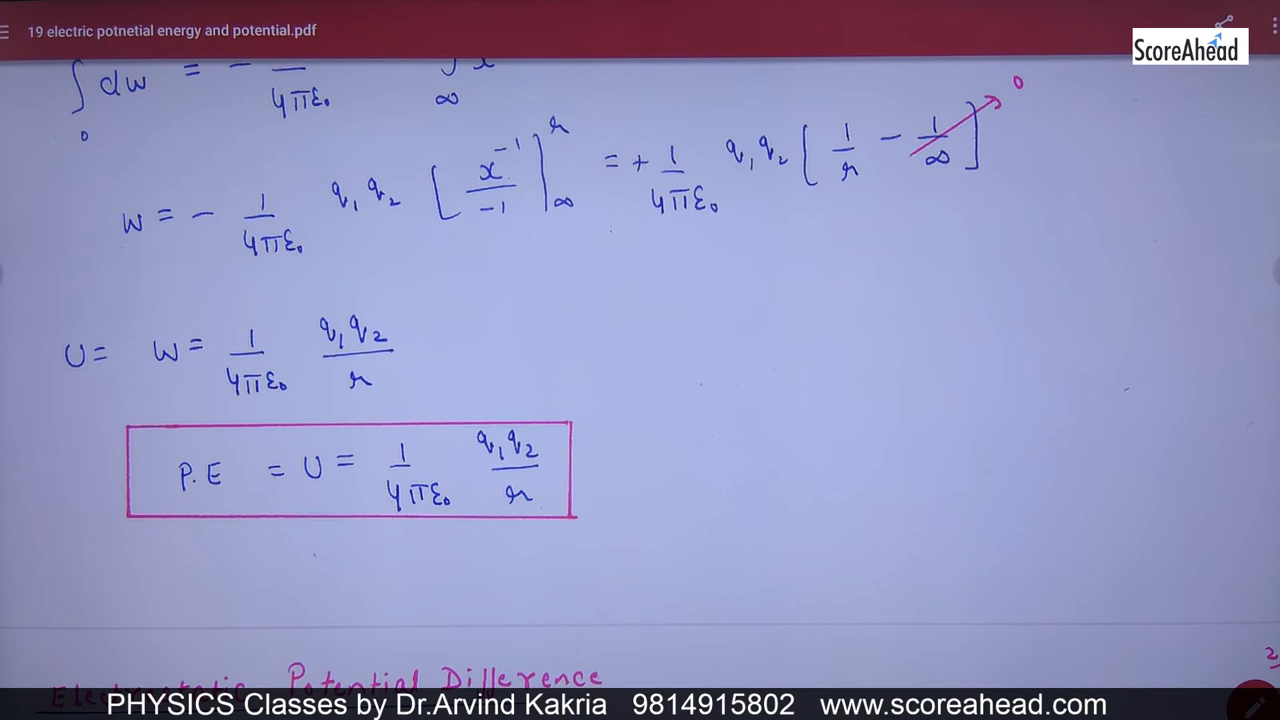 19 electric potnetial energy and potential.pdf
ScoreAhead
∫ dw = -
0 4πε₀ ∞
W = - 1/4πε₀ q₁q₂ [x⁻¹/-1]ʳ∞ = + 1/4πε₀ q₁q₂ [1/r - 1/∞] 0
U = W = 1/4πε₀ q₁q₂/r
P.E = U = 1/4πε₀ q₁q₂/r
Electrostatic Potential Difference
PHYSICS Classes by Dr.Arvind Kakria 9814915802 www.scoreahead.com